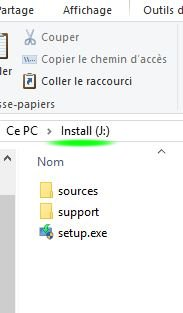 Partage Affichage Outils d
Couper
Copier le chemin d'accès
ller Coller le raccourci
sse-papiers
Ce PC > Install (J:) >
Nom
sources
support
setup.exe